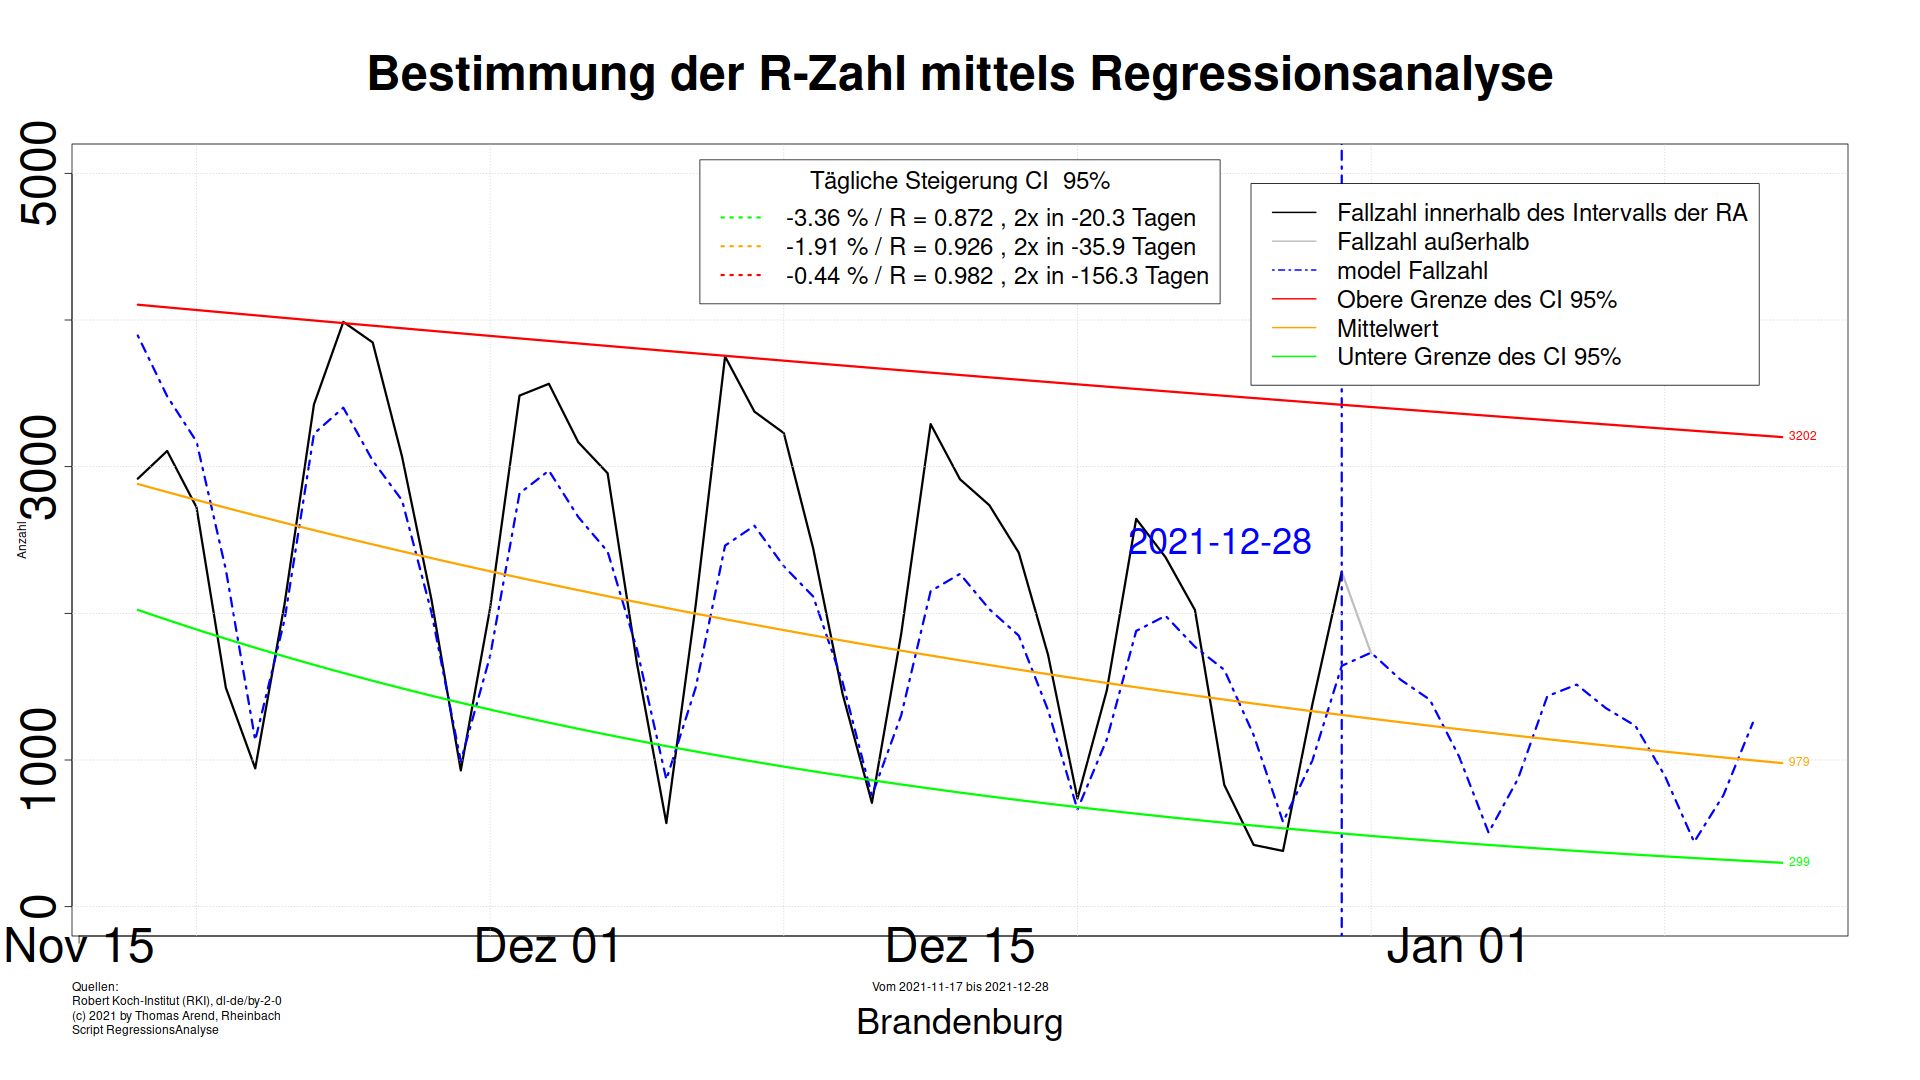 Bestimmung der R-Zahl mittels Regressionsanalyse
5000
3000
1000
0
Anzahl
Tägliche Steigerung CI  95%
-3.36 % / R = 0.872 , 2x in -20.3 Tagen
-1.91 % / R = 0.926 , 2x in -35.9 Tagen
-0.44 % / R = 0.982 , 2x in -156.3 Tagen
Fallzahl innerhalb des Intervalls der RA
Fallzahl außerhalb
model Fallzahl
Obere Grenze des CI 95%
Mittelwert
Untere Grenze des CI 95%
3202
2021-12-28
979
299
Nov 15
Dez 01
Dez 15
Jan 01
Quellen:
Robert Koch-Institut (RKI), dl-de/by-2-0
(c) 2021 by Thomas Arend, Rheinbach
Script RegressionsAnalyse
Vom 2021-11-17 bis 2021-12-28
Brandenburg